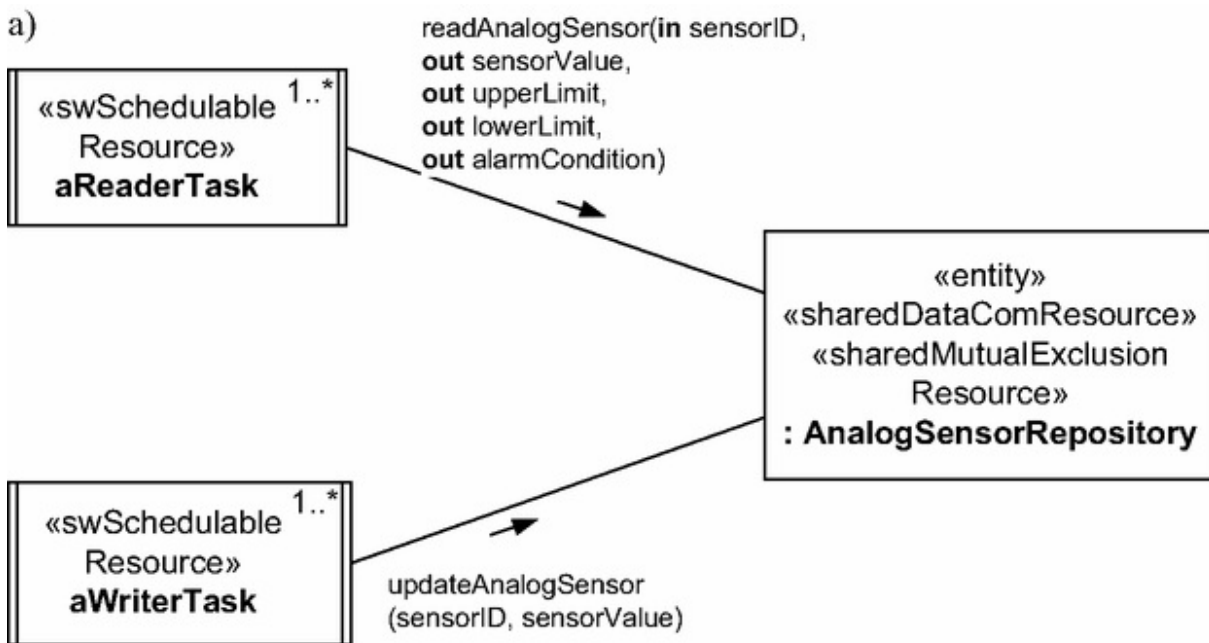 a)
1..*
«swSchedulable
Resource»
aReaderTask
readAnalogSensor(in sensorID,
out sensorValue,
out upperLimit,
out lowerLimit,
out alarmCondition)
«entity»
«sharedDataComResource»
«sharedMutualExclusion
Resource»
: AnalogSensorRepository
1..*
«swSchedulable
Resource»
aWriterTask
updateAnalogSensor
(sensorID, sensorValue)